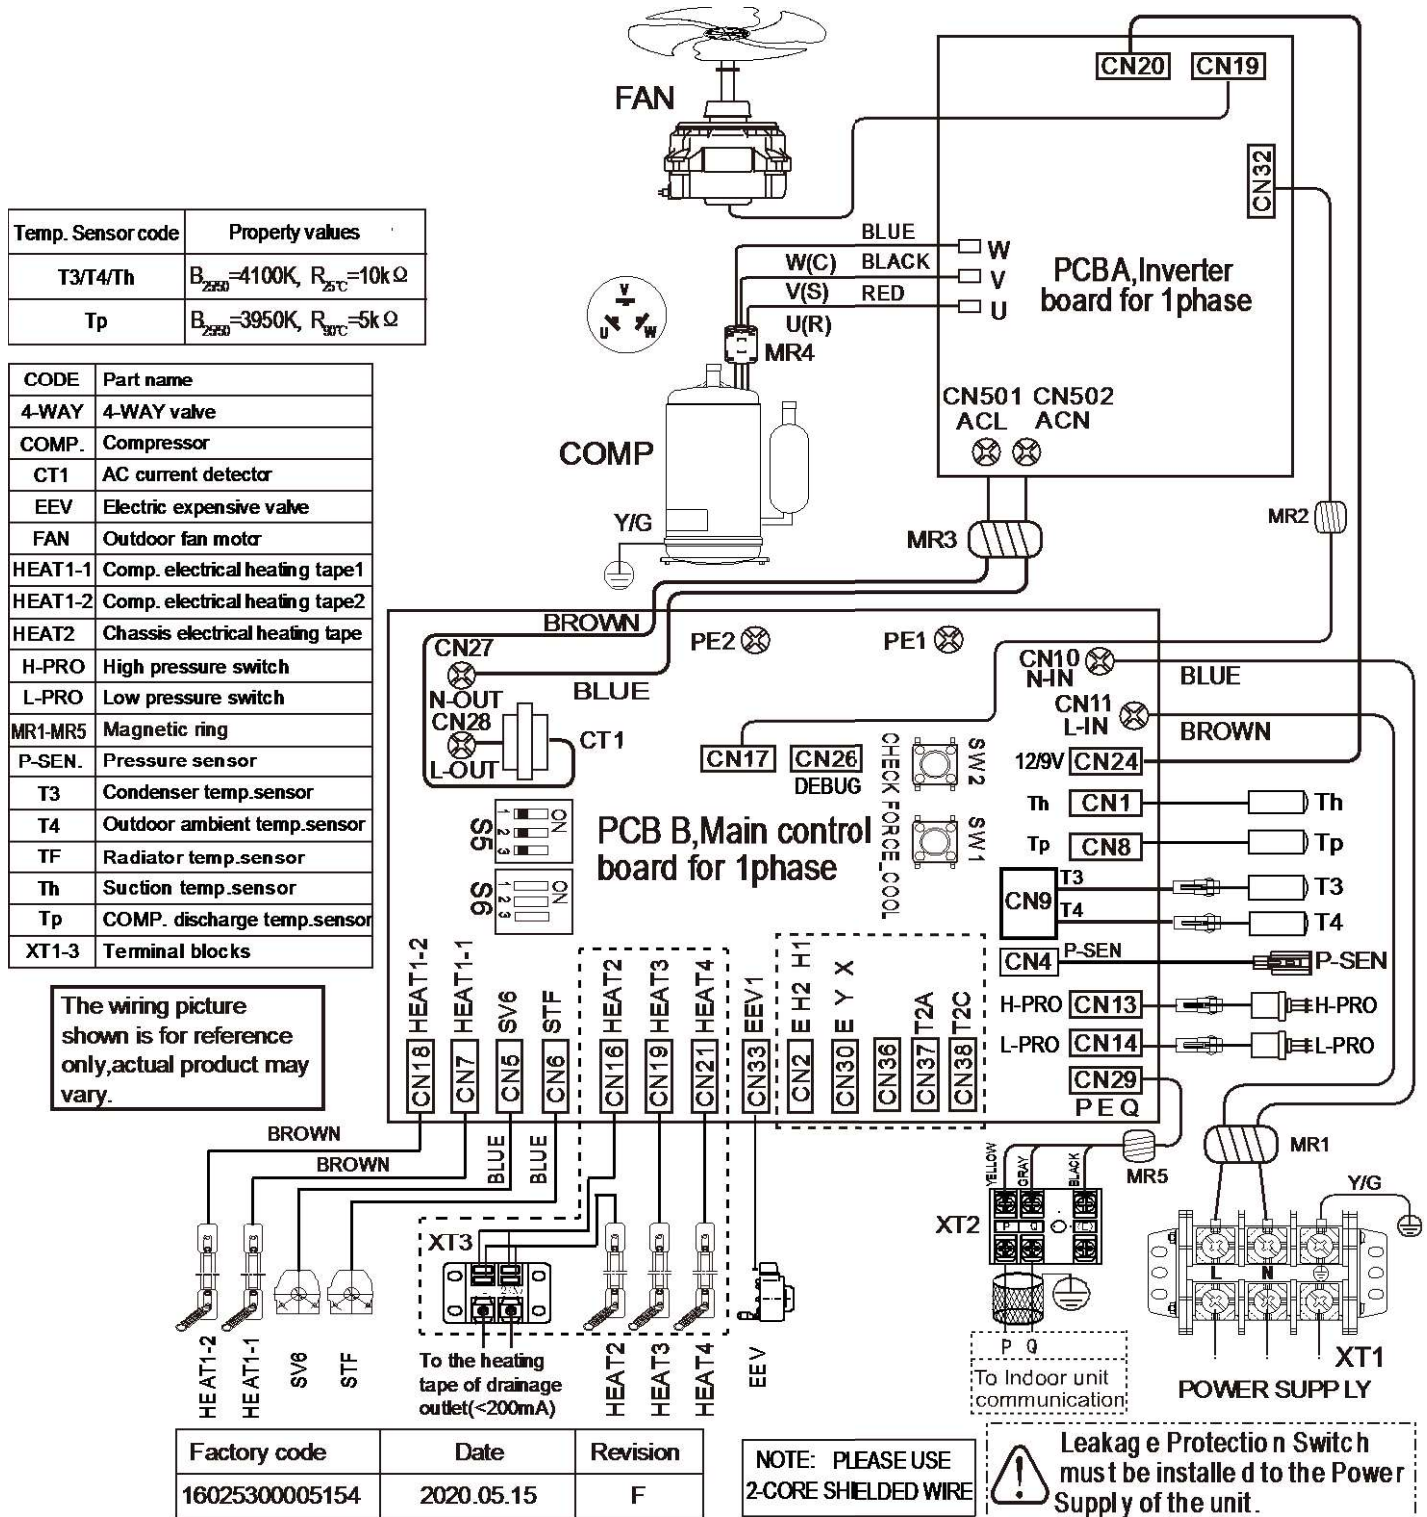 CN20
CN19
FAN
CN32
Temp. Sensor code Property values
T3/T4/Th B25/50=4100K, R25℃=10kΩ
Tp B25/50=3950K, R90℃=5kΩ
BLUE
W(C) BLACK
V(S) RED
U(R)
W
V
U
PCBA,Inverter
board for 1phase
V
U W
MR4
COMP
Y/G
CN501 CN502
ACL ACN
MR2
MR3
CODE Part name
4-WAY 4-WAY valve
COMP. Compressor
CT1 AC current detector
EEV Electric expensive valve
FAN Outdoor fan motor
HEAT1-1 Comp. electrical heating tape1
HEAT1-2 Comp. electrical heating tape2
HEAT2 Chassis electrical heating tape
H-PRO High pressure switch
L-PRO Low pressure switch
MR1-MR5 Magnetic ring
P-SEN. Pressure sensor
T3 Condenser temp.sensor
T4 Outdoor ambient temp.sensor
TF Radiator temp.sensor
Th Suction temp.sensor
Tp COMP. discharge temp.sensor
XT1-3 Terminal blocks
The wiring picture
shown is for reference
only,actual product may
vary.
BROWN
CN27
N-OUT
BLUE
CN28
L-OUT
CT1
PE2
PE1
CN10
N-IN
BLUE
CN11
L-IN
BROWN
CN17
CN26
DEBUG
CHECK FORCE_COOL
SW2
SW1
12/9V CN24
Th CN1 Th
Tp CN8 Tp
CN9 T3 T3
T4 T4
CN4 P-SEN P-SEN
H-PRO CN13 H-PRO
L-PRO CN14 L-PRO
CN29
P E Q
S5
1 2 3
ON
S6
1 2 3
ON
PCB B,Main control
board for 1phase
CN18 HEAT1-2
CN7 HEAT1-1
CN5 SV6
CN6 STF
CN16 HEAT2
CN19 HEAT3
CN21 HEAT4
CN33 EEV1
CN2 E H2 H1
CN30 E Y X
CN36
CN37 T2A
CN38 T2C
BROWN
BROWN
BLUE
BLUE
YELLOW
GRAY
BLACK
MR5
MR1
Y/G
XT2
P Q
XT3
L N
HEAT1-2
HEAT1-1
SV6
STF
To the heating
tape of drainage
outlet(<200mA)
HEAT2
HEAT3
HEAT4
EEV
P Q
To Indoor unit
communication
XT1
POWER SUPPLY
Factory code Date Revision
16025300005154 2020.05.15 F
NOTE: PLEASE USE
2-CORE SHIELDED WIRE
Leakage Protection Switch
must be installed to the Power
Supply of the unit.